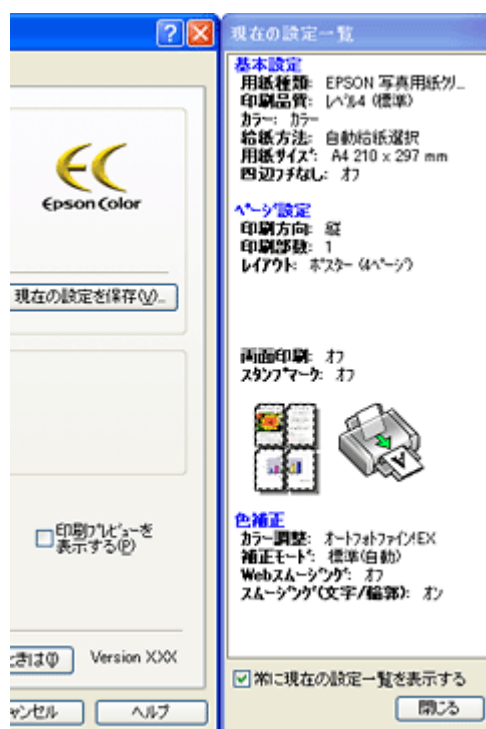 現在の設定一覧
基本設定
用紙種類: EPSON 写真用紙クリ...
印刷品質: レベル4 (標準)
カラー: カラー
給紙方法: 自動給紙選択
用紙サイズ: A4 210 x 297 mm
四辺フチなし: オフ
ページ設定
印刷方向: 縦
印刷部数: 1
レイアウト: ポスター (4ページ)
両面印刷: オフ
スタンプマーク: オフ
色補正
カラー調整: オートフォトファイン!EX
補正モード: 標準(自動)
Webスムージング: オフ
スムージング(文字/輪郭): オン
常に現在の設定一覧を表示する
閉じる
EC
Epson Color
現在の設定を保存(V)...
印刷プレビューを
表示する(P)
ときは(I)
Version X.XX
キャンセル
ヘルプ